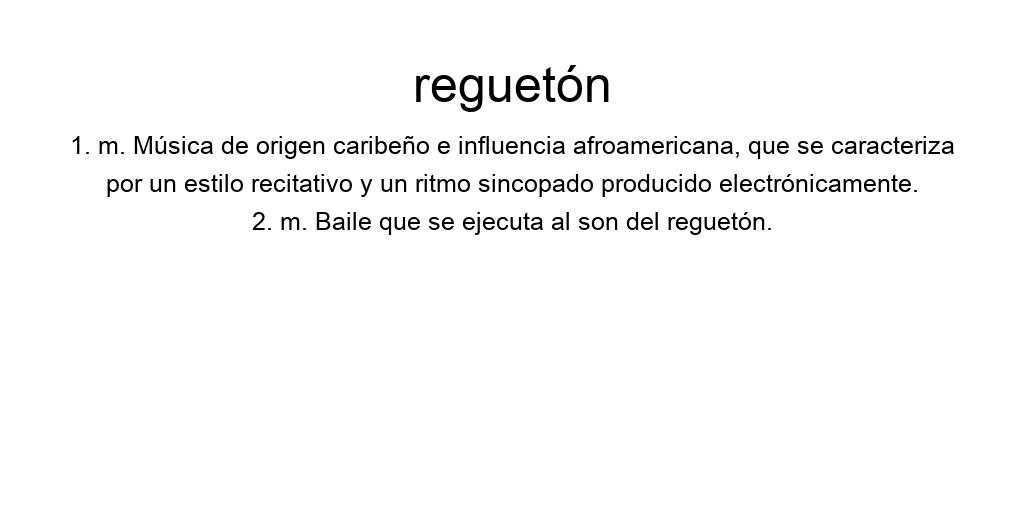 reguetón
1. m. Música de origen caribeño e influencia afroamericana, que se caracteriza
por un estilo recitativo y un ritmo sincopado producido electrónicamente.
2. m. Baile que se ejecuta al son del reguetón.